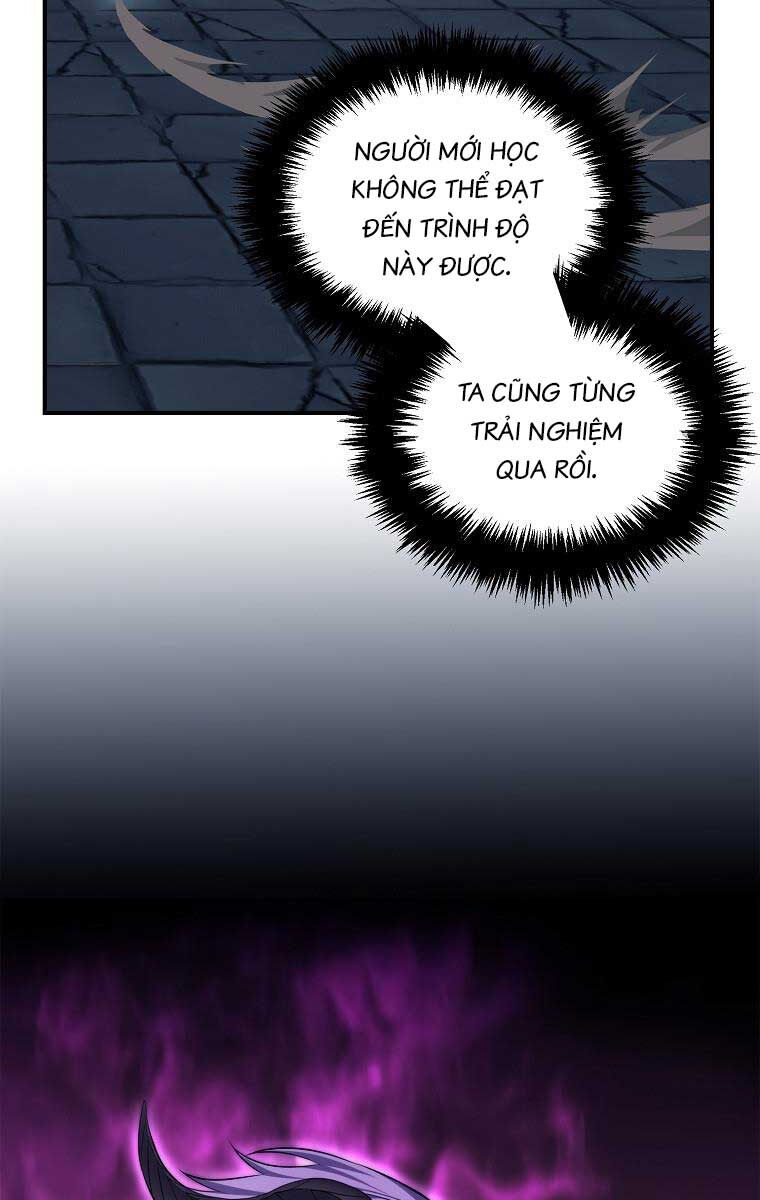 NGƯỜI MỚI HỌC
KHÔNG THỂ ĐẠT
ĐẾN TRÌNH ĐỘ
NÀY ĐƯỢC.
TA CŨNG TỪNG
TRẢI NGHIỆM
QUA RỒI.